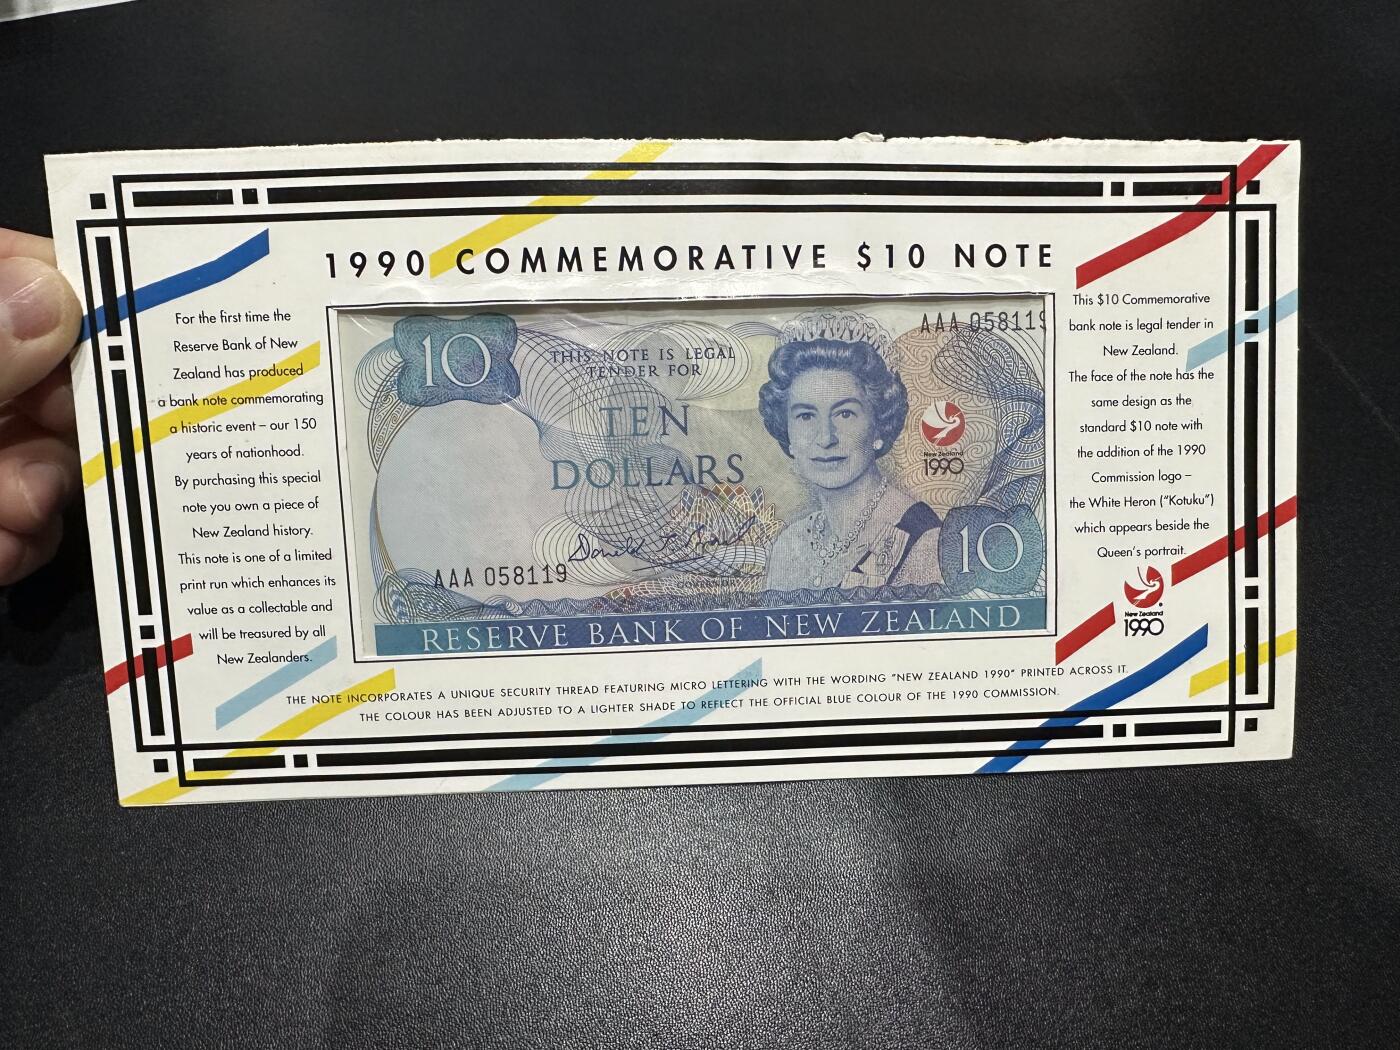 1990 COMMEMORATIVE $10 NOTE
For the first time the
Reserve Bank of New
Zealand has produced
a bank note commemorating
a historic event – our 150
years of nationhood.
By purchasing this special
note you own a piece of
New Zealand history.
This note is one of a limited
print run which enhances its
value as a collectable and
will be treasured by all
New Zealanders.
10
THIS NOTE IS LEGAL
TENDER FOR
TEN
DOLLARS
AAA 058119
New Zealand
1990
10
AAA 058119
GOVERNOR
RESERVE BANK OF NEW ZEALAND
This $10 Commemorative
bank note is legal tender in
New Zealand.
The face of the note has the
same design as the
standard $10 note with
the addition of the 1990
Commission logo –
the White Heron ("Kotuku")
which appears beside the
Queen's portrait.
New Zealand
1990
THE NOTE INCORPORATES A UNIQUE SECURITY THREAD FEATURING MICRO LETTERING WITH THE WORDING "NEW ZEALAND 1990" PRINTED ACROSS IT.
THE COLOUR HAS BEEN ADJUSTED TO A LIGHTER SHADE TO REFLECT THE OFFICIAL BLUE COLOUR OF THE 1990 COMMISSION.